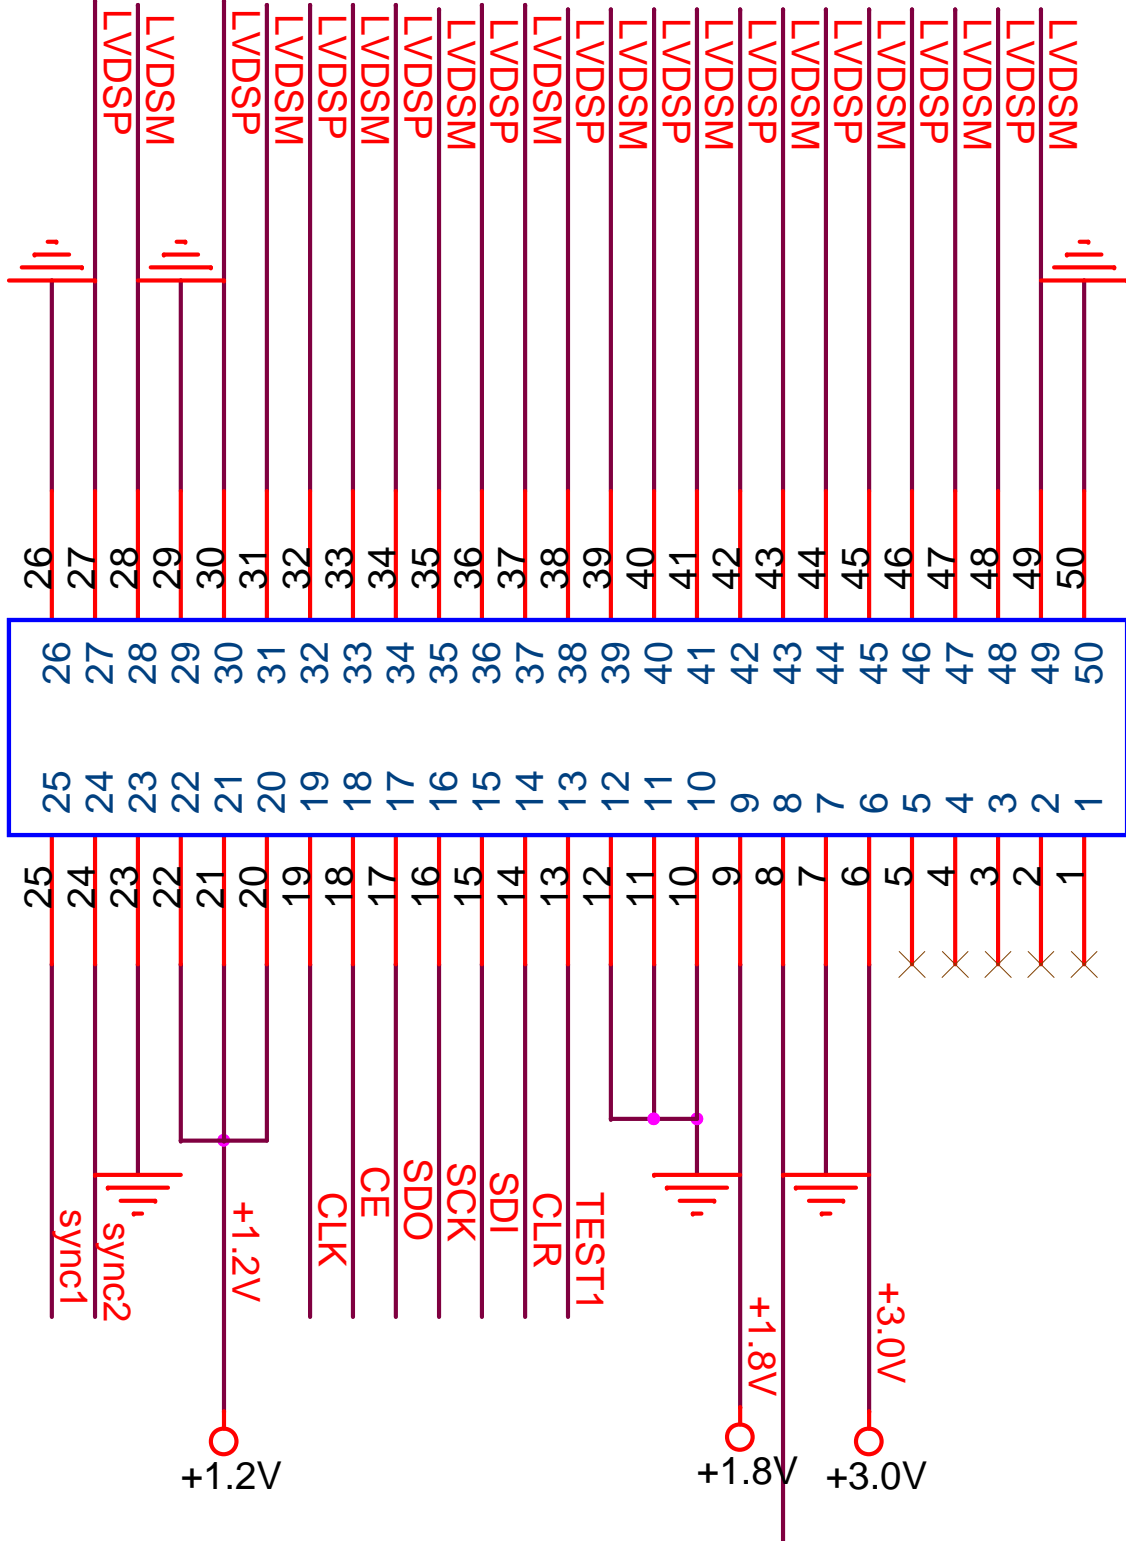 LVDSP
LVDSM
LVDSP
LVDSM
LVDSP
LVDSM
LVDSP
LVDSM
LVDSP
LVDSM
LVDSP
LVDSM
LVDSP
LVDSM
LVDSP
LVDSM
LVDSP
LVDSM
LVDSP
LVDSM
LVDSP
LVDSM
26
27
28
29
30
31
32
33
34
35
36
37
38
39
40
41
42
43
44
45
46
47
48
49
50
26
27
28
29
30
31
32
33
34
35
36
37
38
39
40
41
42
43
44
45
46
47
48
49
50
25
24
23
22
21
20
19
18
17
16
15
14
13
12
11
10
9
8
7
6
5
4
3
2
1
25
24
23
22
21
20
19
18
17
16
15
14
13
12
11
10
9
8
7
6
5
4
3
2
1
sync1
sync2
+1.2V
CLK
CE
SDO
SCK
SDI
CLR
TEST1
+1.8V
+3.0V
+1.2V
+1.8V
+3.0V